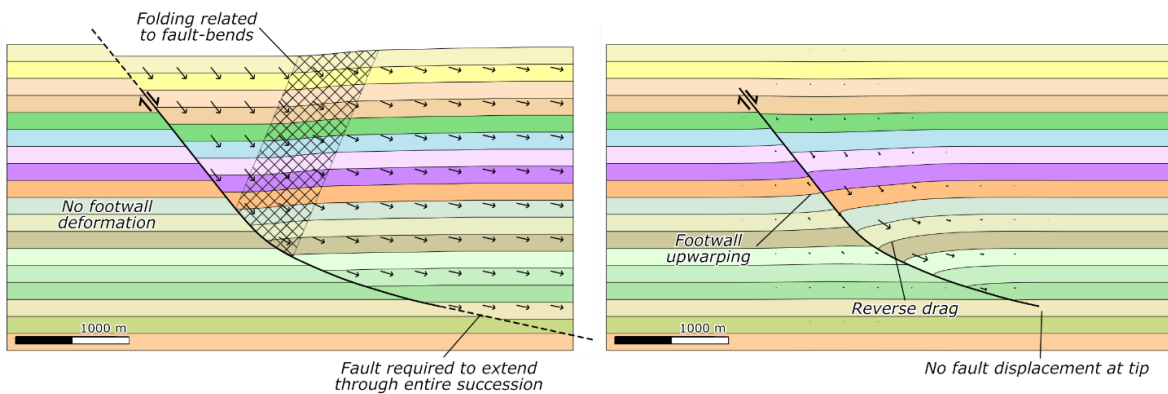 Folding related
to fault-bends
No footwall
deformation
1000 m
Fault required to extend
through entire succession
Footwall
upwarping
Reverse drag
1000 m
No fault displacement at tip